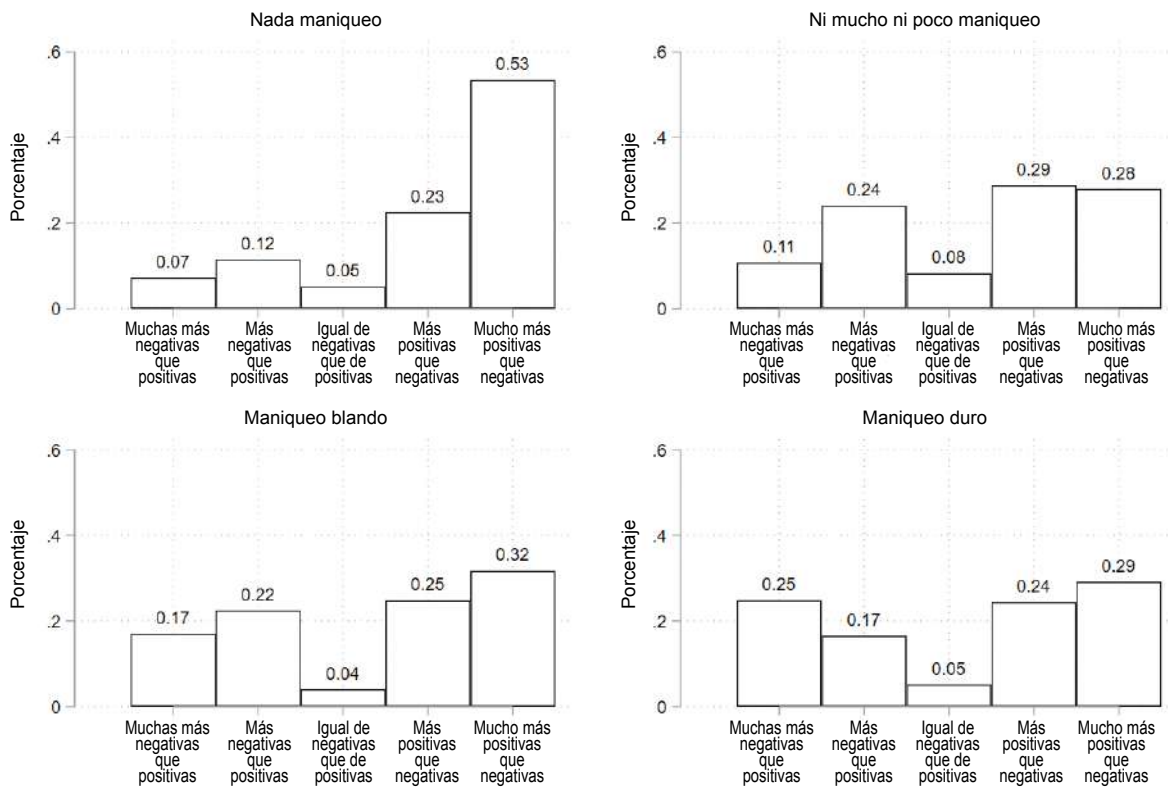 Nada maniqueo
Porcentaje
.6
.4
.2
0
0.07
0.12
0.05
0.23
0.53
Muchas más
negativas
que
positivas
Más
negativas
que
positivas
Igual de
negativas
que de
positivas
Más
positivas
que
negativas
Mucho más
positivas
que
negativas
Ni mucho ni poco maniqueo
Porcentaje
.6
.4
.2
0
0.11
0.24
0.08
0.29
0.28
Muchas más
negativas
que
positivas
Más
negativas
que
positivas
Igual de
negativas
que de
positivas
Más
positivas
que
negativas
Mucho más
positivas
que
negativas
Maniqueo blando
Porcentaje
.6
.4
.2
0
0.17
0.22
0.04
0.25
0.32
Muchas más
negativas
que
positivas
Más
negativas
que
positivas
Igual de
negativas
que de
positivas
Más
positivas
que
negativas
Mucho más
positivas
que
negativas
Maniqueo duro
Porcentaje
.6
.4
.2
0
0.25
0.17
0.05
0.24
0.29
Muchas más
negativas
que
positivas
Más
negativas
que
positivas
Igual de
negativas
que de
positivas
Más
positivas
que
negativas
Mucho más
positivas
que
negativas